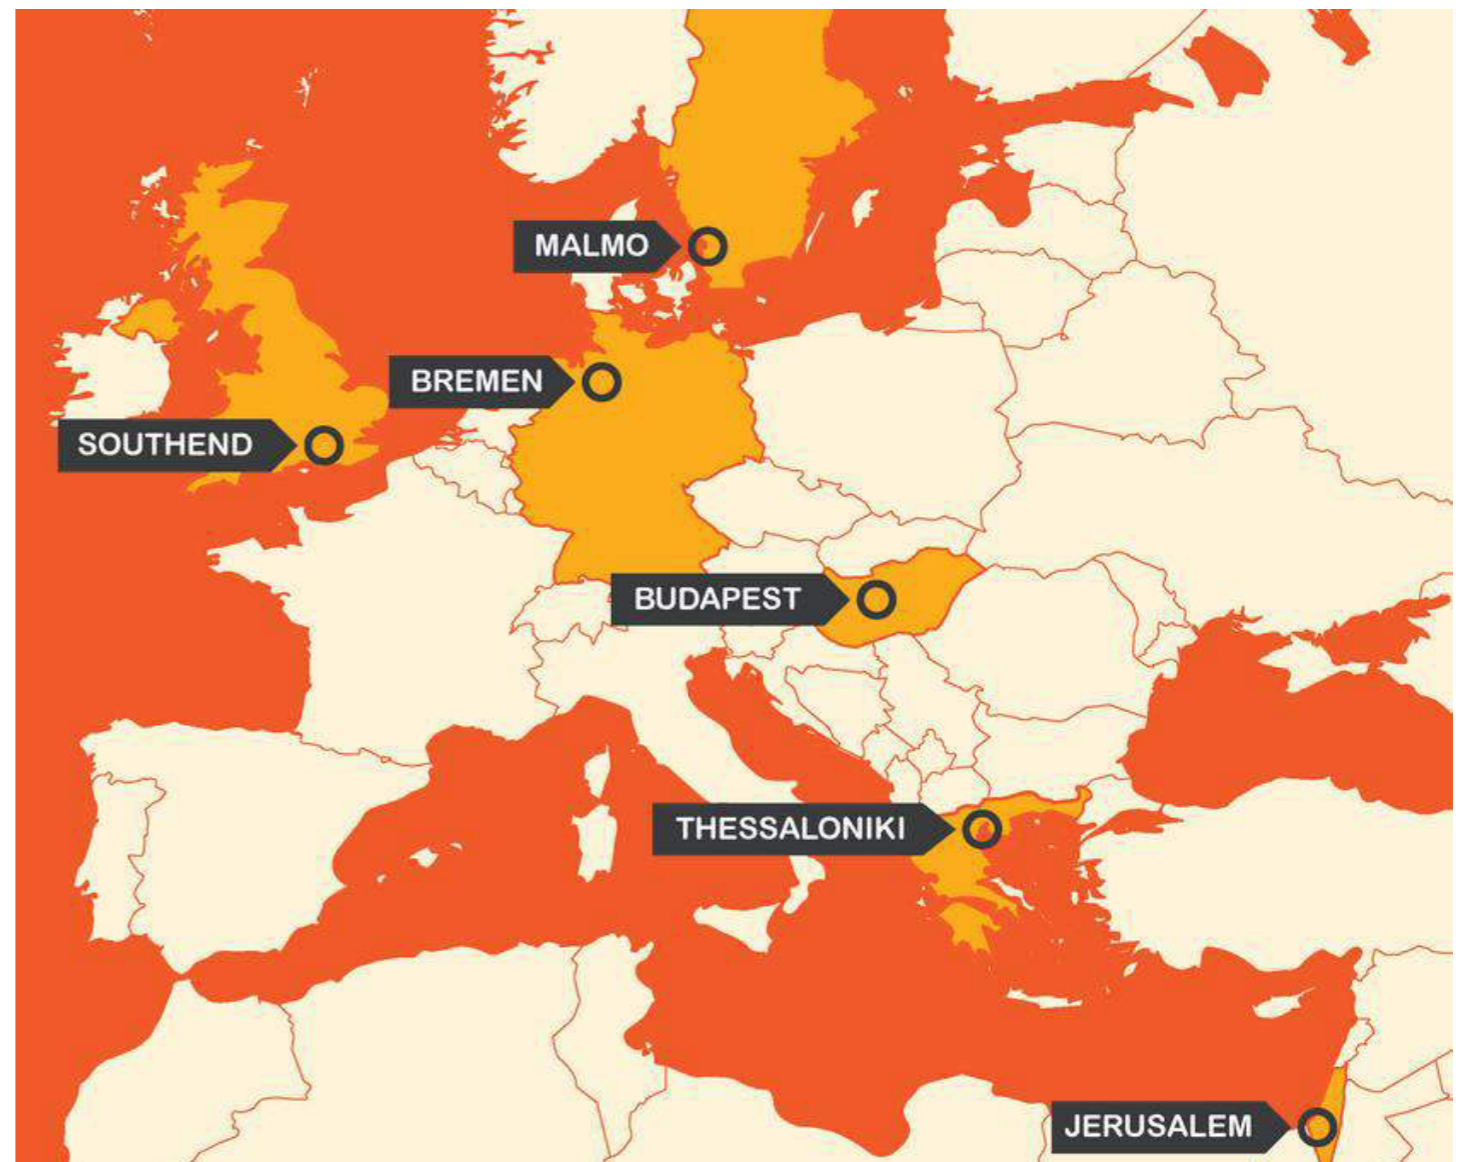 MALMO
BREMEN
SOUTHEND
BUDAPEST
THESSALONIKI
JERUSALEM